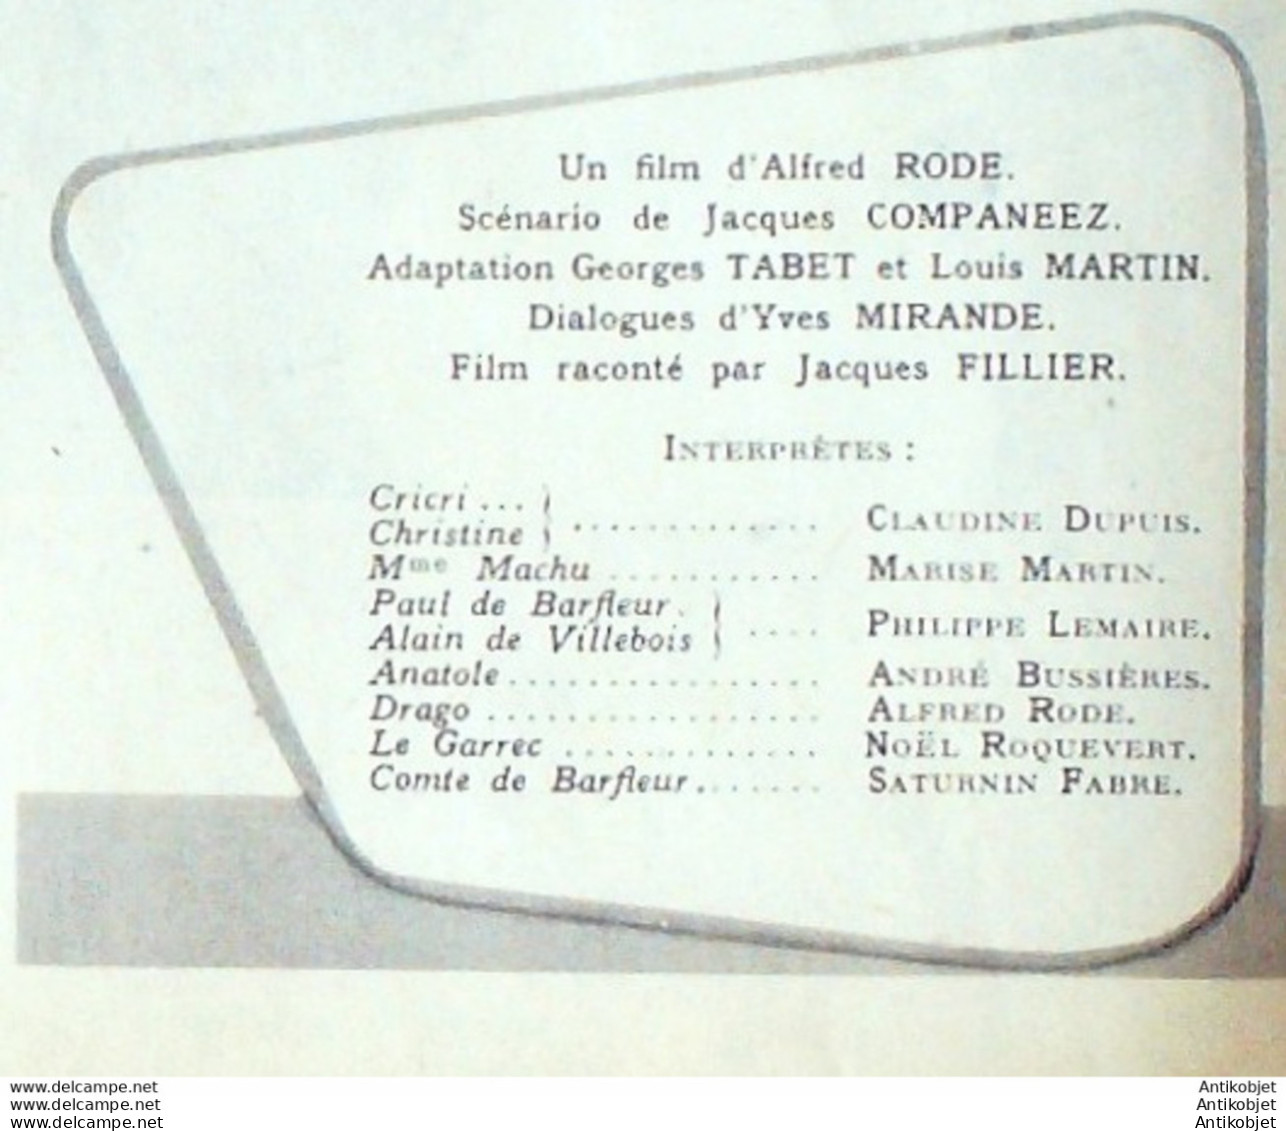 Un film d'Alfred RODE.
Scénario de Jacques COMPANEEZ.
Adaptation Georges TABET et Louis MARTIN.
Dialogues d'Yves MIRANDE.
Film raconté par Jacques FILLIER.
INTERPRÈTES :
Cricri ... }
Christine } ............. CLAUDINE DUPUIS.
Mme Machu ........... MARISE MARTIN.
Paul de Barfleur. }
Alain de Villebois } .... PHILIPPE LEMAIRE.
Anatole ................ ANDRÉ BUSSIÈRES.
Drago ................. ALFRED RODE.
Le Garrec ............. NOËL ROQUEVERT.
Comte de Barfleur ....... SATURNIN FABRE.
www.delcampe.net
www.delcampe.net
www.delcampe.net
Antikobjet
Antikobjet
Antikobjet